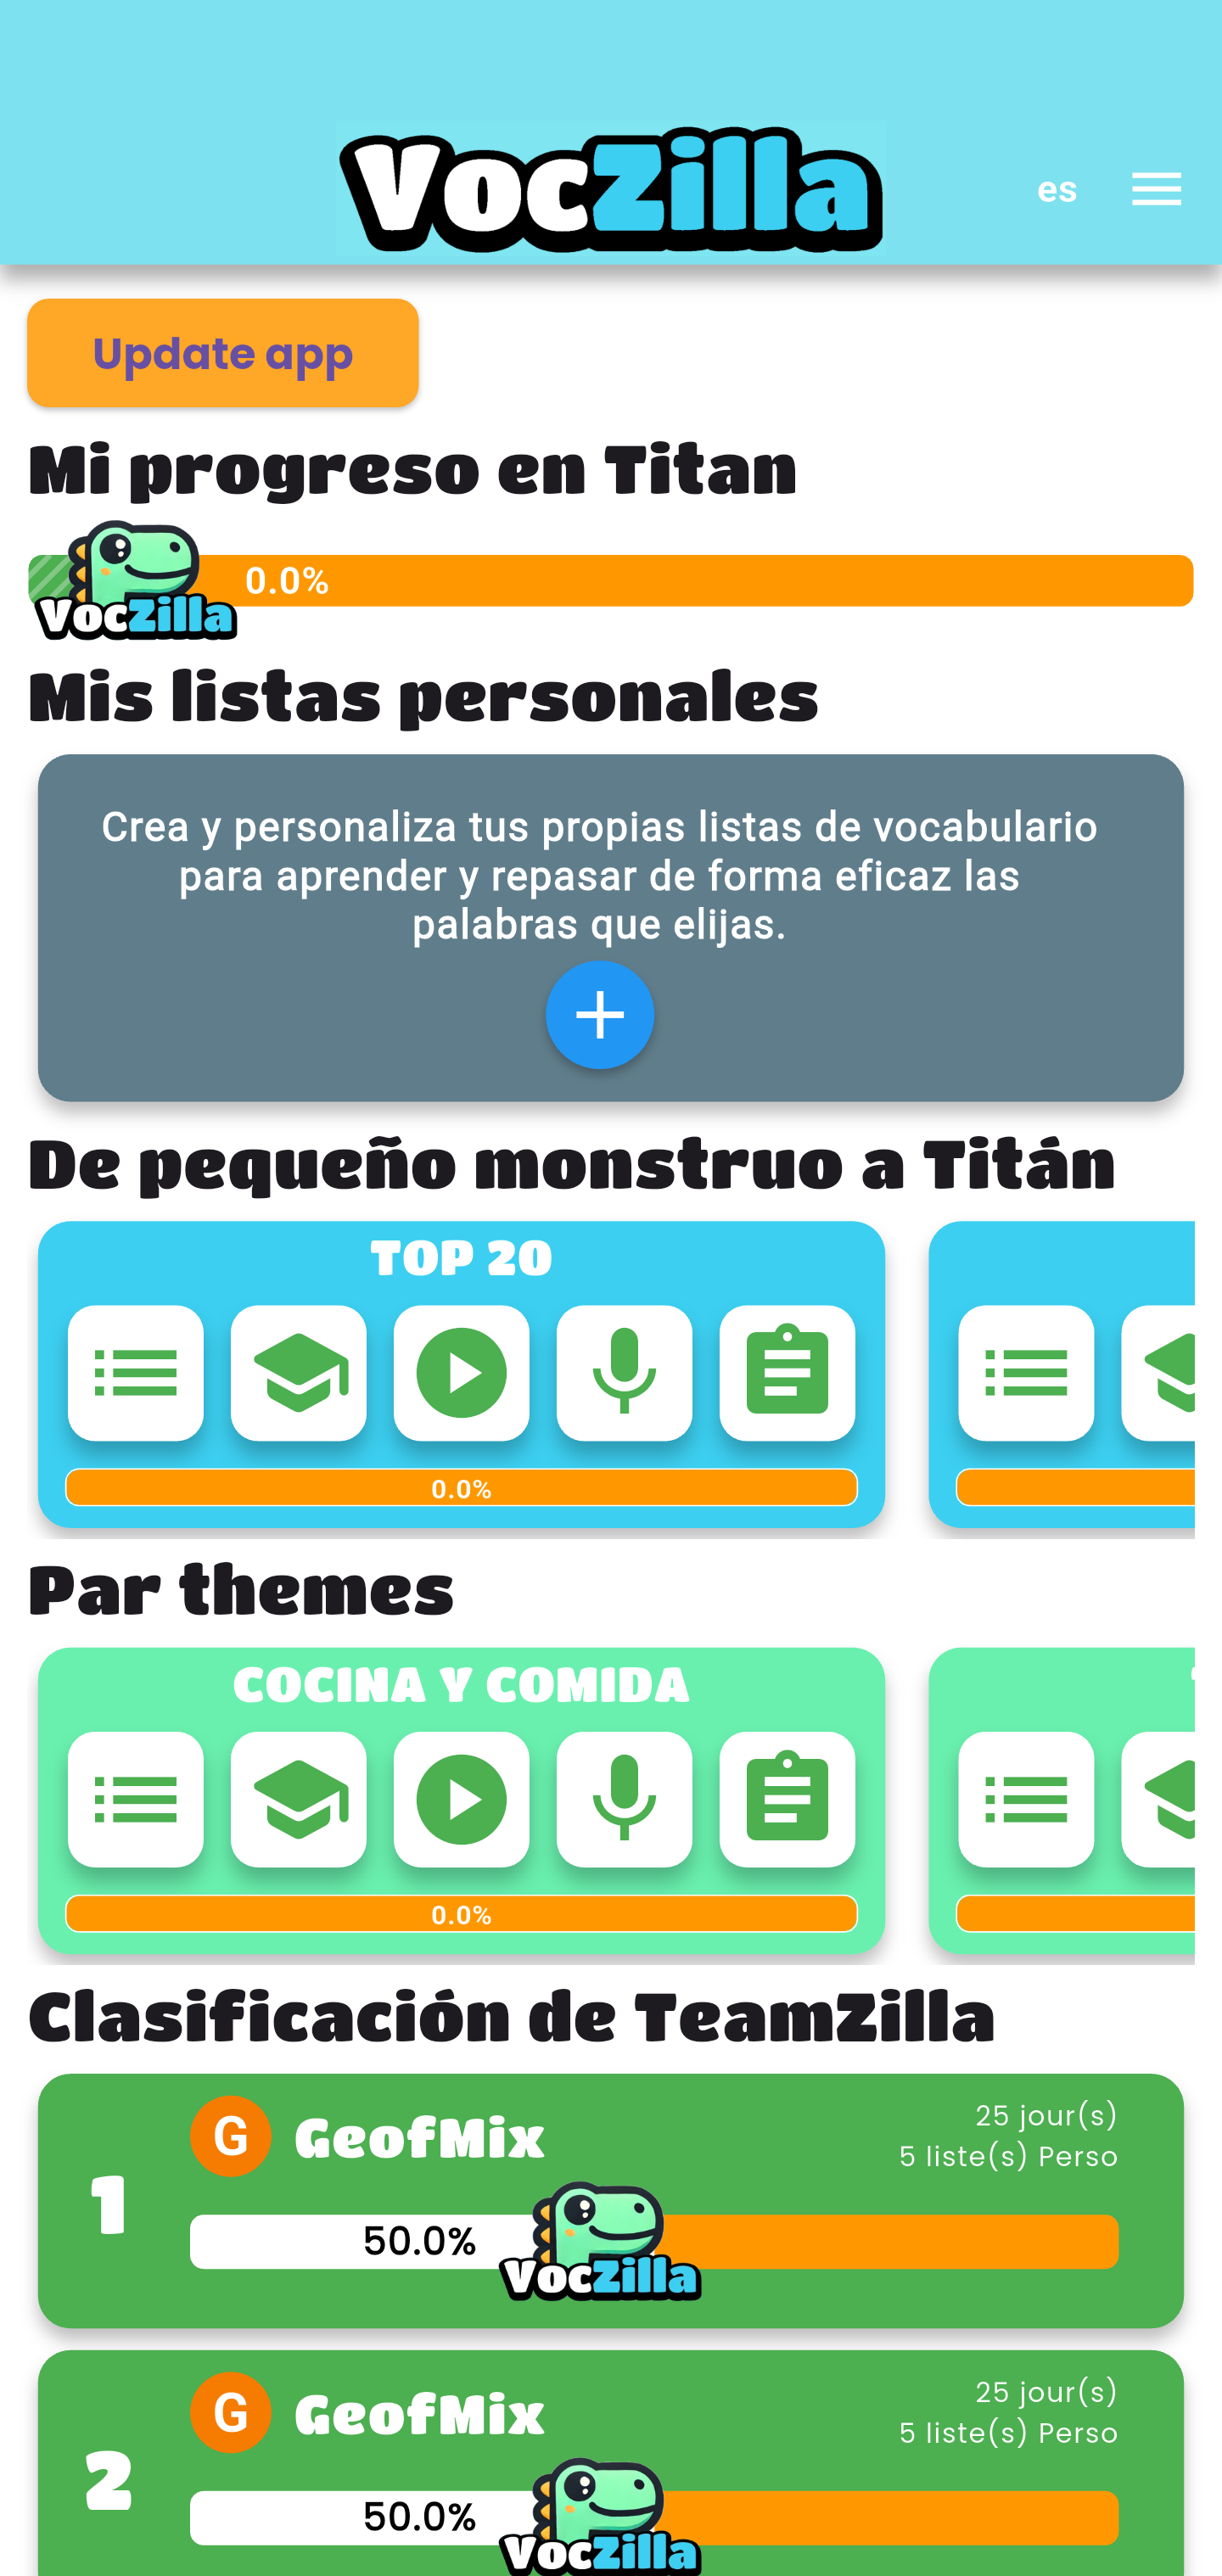 VocZilla
es
Update app
Mi progreso en Titan
0.0%
VocZilla
Mis listas personales
Crea y personaliza tus propias listas de vocabulario
para aprender y repasar de forma eficaz las
palabras que elijas.
De pequeño monstruo a Titán
TOP 20
0.0%
Par themes
COCINA Y COMIDA
0.0%
Clasificación de TeamZilla
1
G
GeofMix
25 jour(s)
5 liste(s) Perso
50.0%
VocZilla
2
G
GeofMix
25 jour(s)
5 liste(s) Perso
50.0%
VocZilla